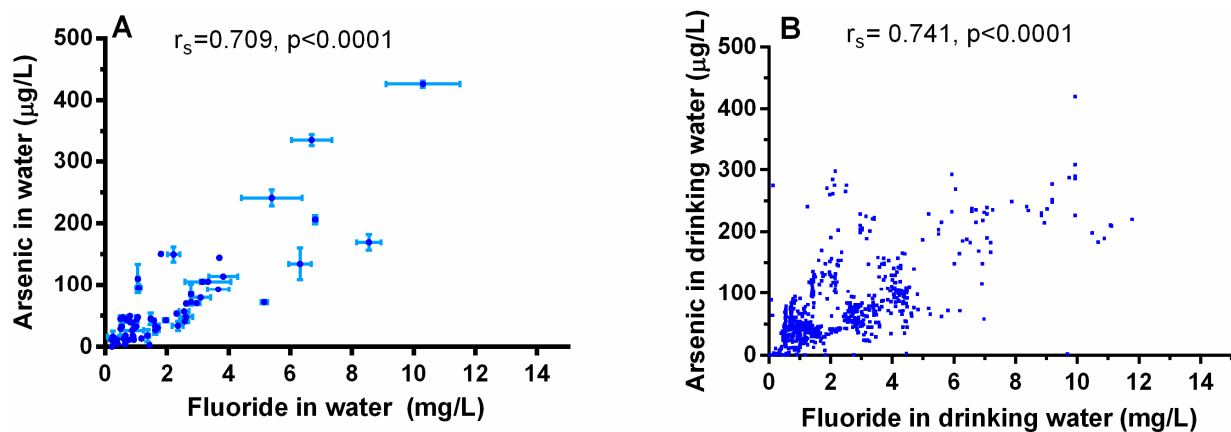 A
r_s=0.709, p<0.0001
Arsenic in water (µg/L)
500
400
300
200
100
0
0 2 4 6 8 10 12 14
Fluoride in water (mg/L)
B
r_s= 0.741, p<0.0001
Arsenic in drinking water (µg/L)
500
400
300
200
100
0
0 2 4 6 8 10 12 14
Fluoride in drinking water (mg/L)